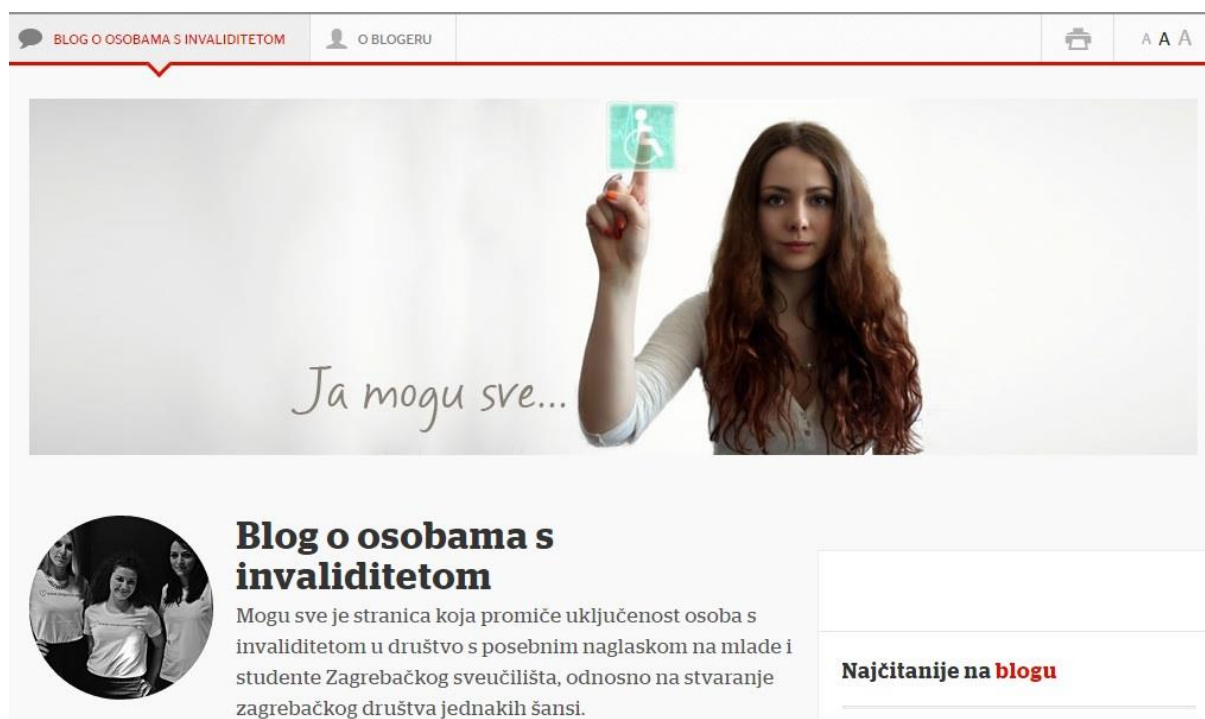 BLOG O OSOBAMA S INVALIDITETOM
O BLOGERU
A A A
Ja mogu sve...
Blog o osobama s
invaliditetom
Mogu sve je stranica koja promiče uključenost osoba s
invaliditetom u društvo s posebnim naglaskom na mlade i
studente Zagrebačkog sveučilišta, odnosno na stvaranje
zagrebačkog društva jednakih šansi.
Najčitanije na blogu